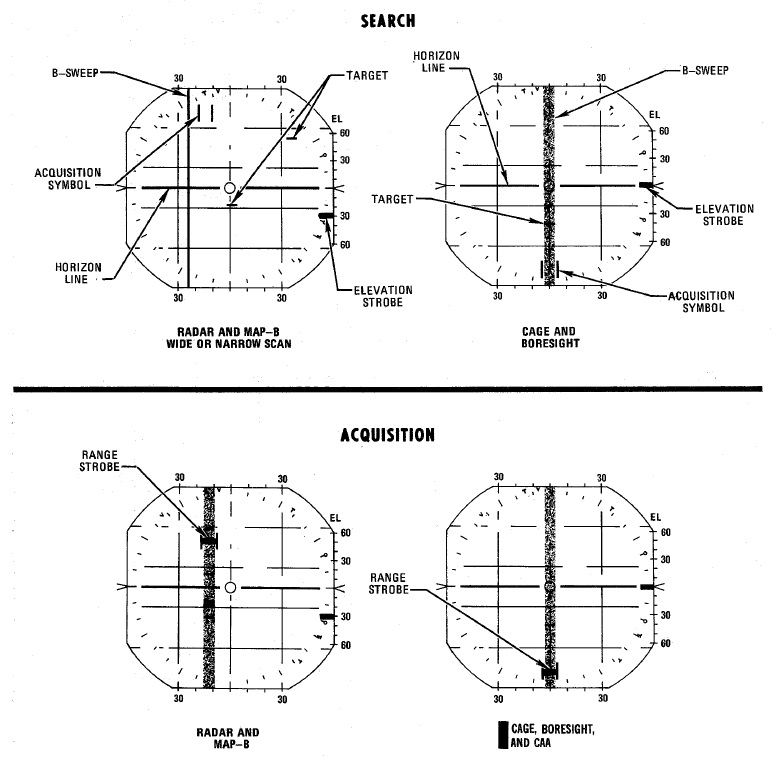 SEARCH
B–SWEEP
30
30
TARGET
EL
60
30
ACQUISITION
SYMBOL
30
60
HORIZON
LINE
30
30
ELEVATION
STROBE
RADAR AND MAP–B
WIDE OR NARROW SCAN
HORIZON
LINE
30
30
B–SWEEP
EL
60
30
TARGET
30
60
ELEVATION
STROBE
30
30
ACQUISITION
SYMBOL
CAGE AND
BORESIGHT
ACQUISITION
RANGE
STROBE
30
30
EL
60
30
30
60
30
30
RADAR AND
MAP–B
30
30
EL
60
30
RANGE
STROBE
30
60
30
30
CAGE, BORESIGHT,
AND CAA